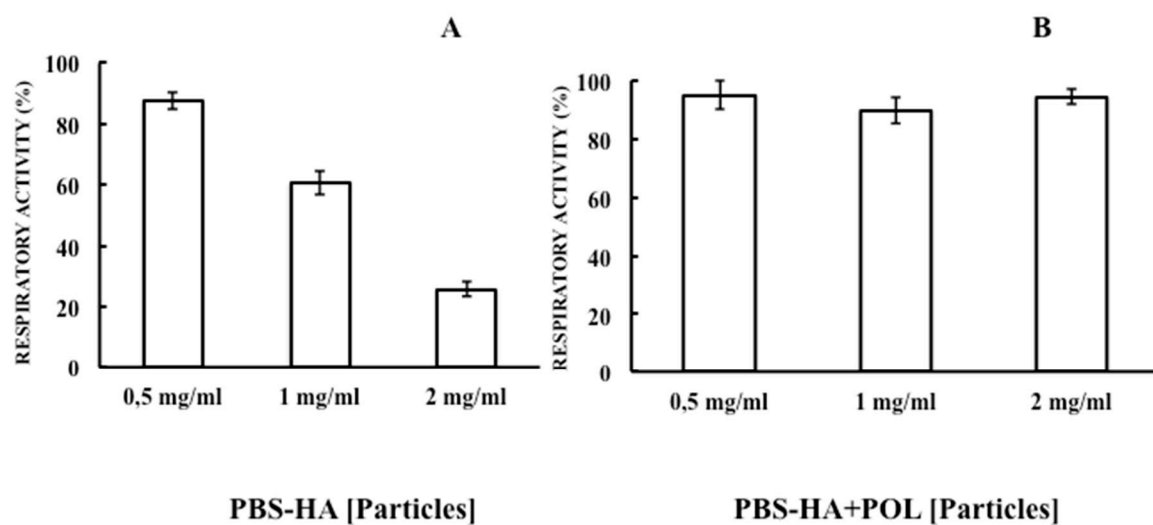 A
RESPIRATORY ACTIVITY (%)
100
80
60
40
20
0
0,5 mg/ml 1 mg/ml 2 mg/ml
PBS-HA [Particles]
B
RESPIRATORY ACTIVITY (%)
100
80
60
40
20
0
0,5 mg/ml 1 mg/ml 2 mg/ml
PBS-HA+POL [Particles]